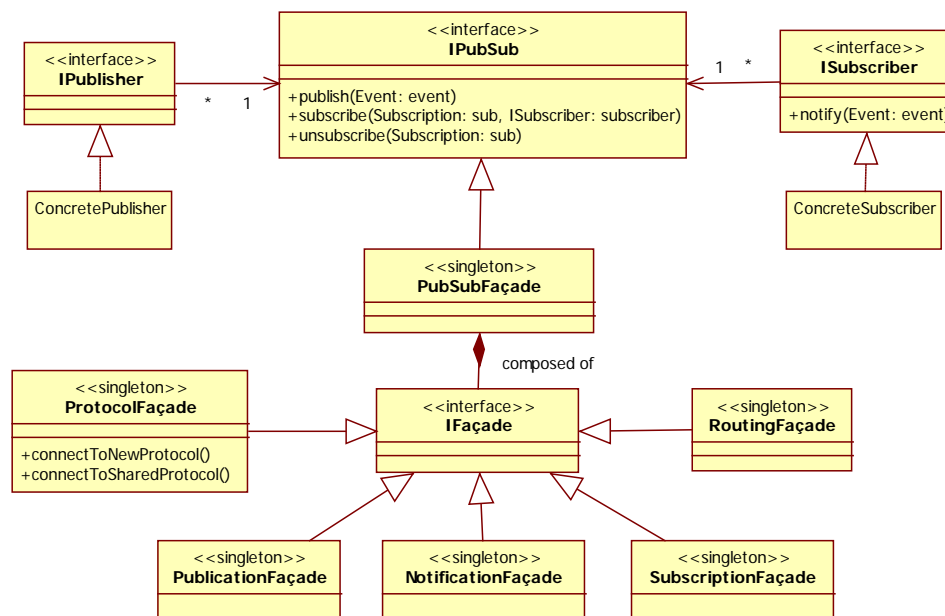 <<interface>>
IPublisher
<<interface>>
IPubSub
+publish(Event: event)
+subscribe(Subscription: sub, ISubscriber: subscriber)
+unsubscribe(Subscription: sub)
<<interface>>
ISubscriber
+notify(Event: event)
* 1
1 *
ConcretePublisher
ConcreteSubscriber
<<singleton>>
PubSubFaçade
composed of
<<singleton>>
ProtocolFaçade
+connectToNewProtocol()
+connectToSharedProtocol()
<<interface>>
IFaçade
<<singleton>>
RoutingFaçade
<<singleton>>
PublicationFaçade
<<singleton>>
NotificationFaçade
<<singleton>>
SubscriptionFaçade